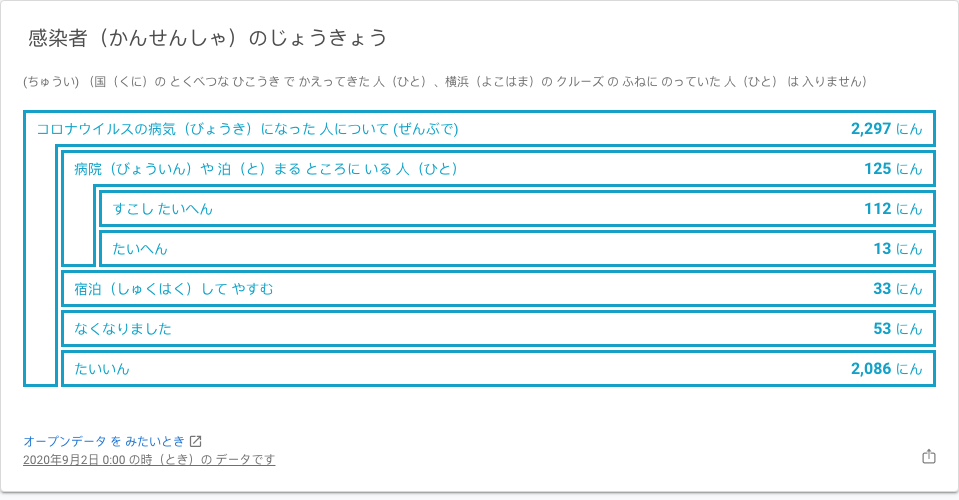 感染者（かんせんしゃ）のじょうきょう
(ちゅうい) （国（くに）の とくべつな ひこうき で かえってきた 人（ひと）、横浜（よこはま）の クルーズ の ふねに のっていた 人（ひと） は 入りません）
コロナウイルスの病気（びょうき）になった 人について (ぜんぶで) 2,297 にん
病院（びょういん）や 泊（と）まる ところに いる 人（ひと） 125 にん
すこし たいへん 112 にん
たいへん 13 にん
宿泊（しゅくはく）して やすむ 33 にん
なくなりました 53 にん
たいいん 2,086 にん
オープンデータ を みたいとき
2020年9月2日 0:00 の時（とき）の データです